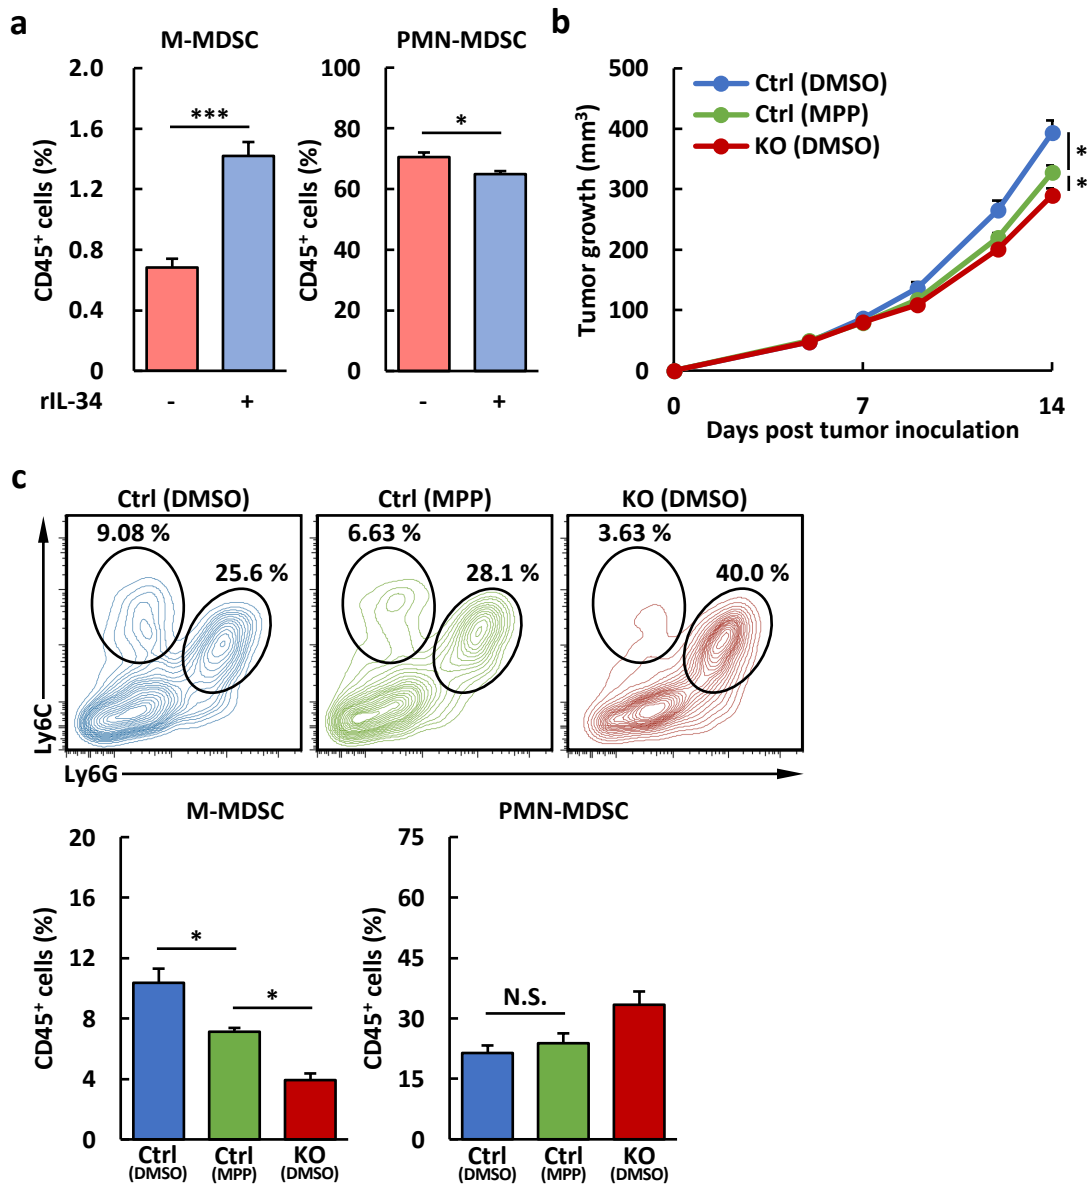 a
M-MDSC
PMN-MDSC
CD45+ cells (%)
2.0
1.6
1.2
0.8
0.4
0
***
CD45+ cells (%)
100
80
60
40
20
0
*
rIL-34 - + - +
b
Tumor growth (mm³)
500
400
300
200
100
0
Ctrl (DMSO)
Ctrl (MPP)
KO (DMSO)
*
*
0 7 14
Days post tumor inoculation
c
Ctrl (DMSO)
9.08 %
25.6 %
Ctrl (MPP)
6.63 %
28.1 %
KO (DMSO)
3.63 %
40.0 %
Ly6C
Ly6G
M-MDSC
CD45+ cells (%)
20
16
12
8
4
0
*
*
Ctrl Ctrl KO
(DMSO) (MPP) (DMSO)
PMN-MDSC
CD45+ cells (%)
75
60
45
30
15
0
N.S.
Ctrl Ctrl KO
(DMSO) (MPP) (DMSO)